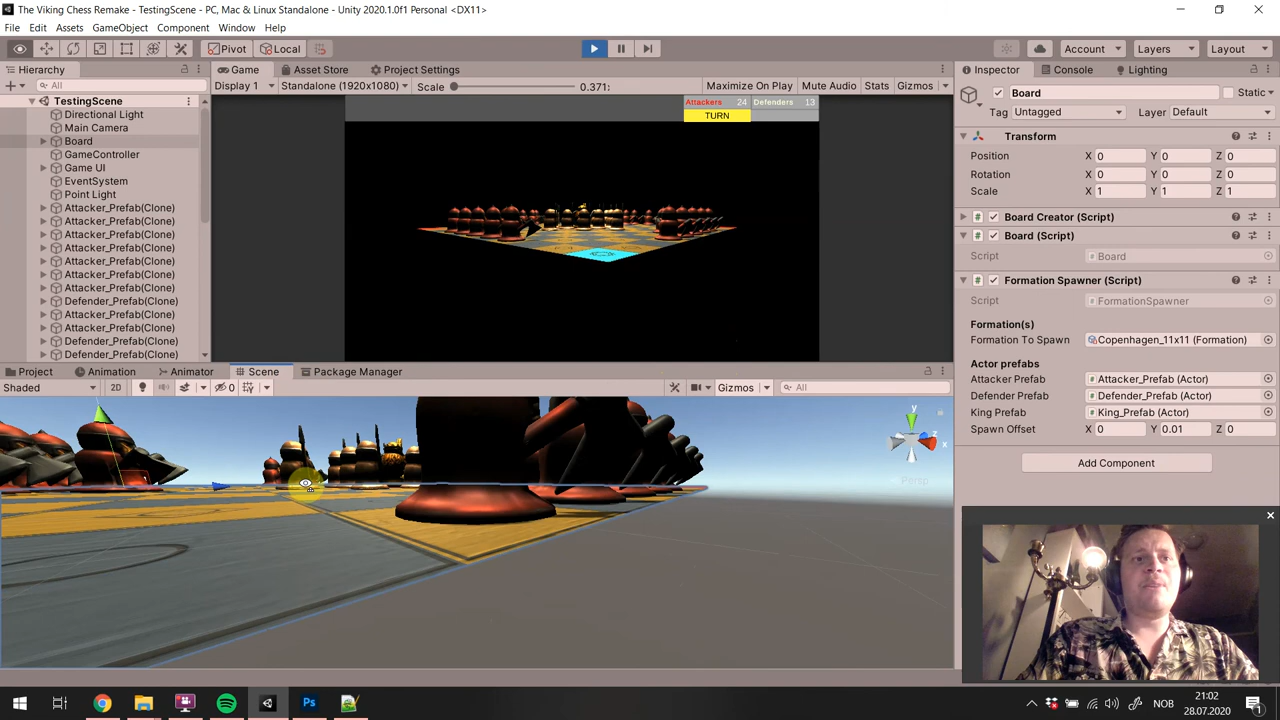 The Viking Chess Remake - TestingScene - PC, Mac & Linux Standalone - Unity 2020.1.0f1 Personal <DX11>
File Edit Assets GameObject Component Window Help
Pivot Local Account Layers Layout
Hierarchy Game Asset Store Project Settings Inspector Console Lighting
All Display 1 Standalone (1920x1080) Scale 0.371: Maximize On Play Mute Audio Stats Gizmos Board Static
TestingScene Attackers 24 Defenders 13
Directional Light TURN Tag Untagged Layer Default
Main Camera
Board Transform
GameController Position X 0 Y 0 Z 0
Game UI Rotation X 0 Y 0 Z 0
EventSystem
Point Light Scale X 1 Y 1 Z 1
Attacker_Prefab(Clone)
Attacker_Prefab(Clone) Board Creator (Script)
Attacker_Prefab(Clone) Board (Script)
Attacker_Prefab(Clone) Script Board
Attacker_Prefab(Clone)
Attacker_Prefab(Clone) Formation Spawner (Script)
Attacker_Prefab(Clone)
Defender_Prefab(Clone) Script FormationSpawner
Attacker_Prefab(Clone)
Attacker_Prefab(Clone) Formation(s)
Defender_Prefab(Clone) Formation To Spawn Copenhagen_11x11 (Formation)
Defender_Prefab(Clone)
Actor prefabs
Project Animation Animator Scene Package Manager
Attacker Prefab Attacker_Prefab (Actor)
Shaded 2D 0 Gizmos All
Defender Prefab Defender_Prefab (Actor)
King Prefab King_Prefab (Actor)
Spawn Offset X 0 Y 0.01 Z 0
y z x
Add Component
Persp
Ps NOB 21:02
28.07.2020 1